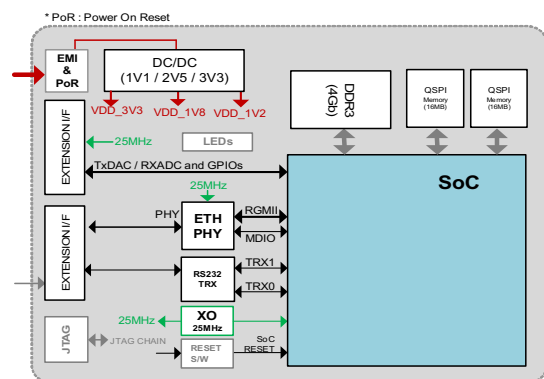 * PoR : Power On Reset
EMI
&
PoR
DC/DC
(1V1 / 2V5 / 3V3)
VDD_3V3
VDD_1V8
VDD_1V2
DDR3
(4Gb)
QSPI
Memory
(16MB)
QSPI
Memory
(16MB)
EXTENSION I/F
25MHz
LEDs
TxDAC / RXADC and GPIOs
SoC
25MHz
EXTENSION I/F
PHY
ETH
PHY
RGMII
MDIO
RS232
TRX
TRX1
TRX0
25MHz
XO
25MHz
JTAG
JTAG CHAIN
RESET
S/W
SoC
RESET